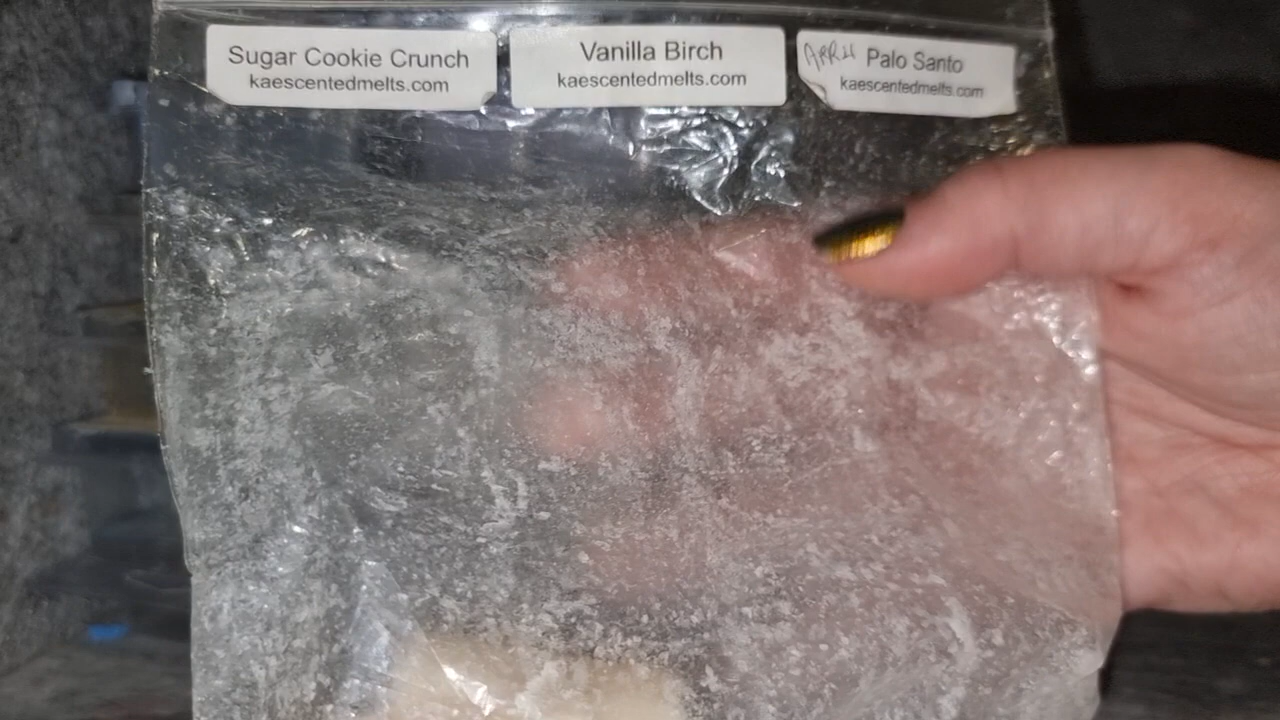 Sugar Cookie Crunch
kaescentedmelts.com
Vanilla Birch
kaescentedmelts.com
Palo Santo
kaescentedmelts.com